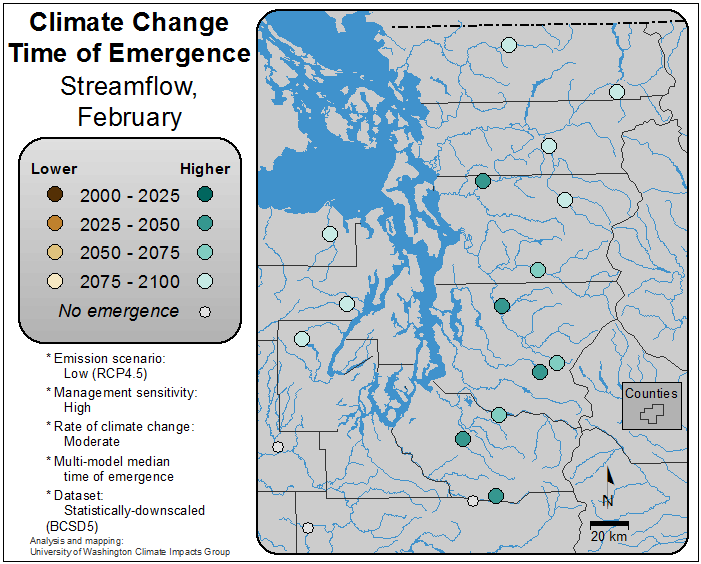 Climate Change
Time of Emergence
Streamflow,
February
Lower Higher
2000 - 2025
2025 - 2050
2050 - 2075
2075 - 2100
No emergence
* Emission scenario:
Low (RCP4.5)
* Management sensitivity:
High
* Rate of climate change:
Moderate
* Multi-model median
time of emergence
* Dataset:
Statistically-downscaled
(BCSD5)
Analysis and mapping:
University of Washington Climate Impacts Group
Counties
N
20 km